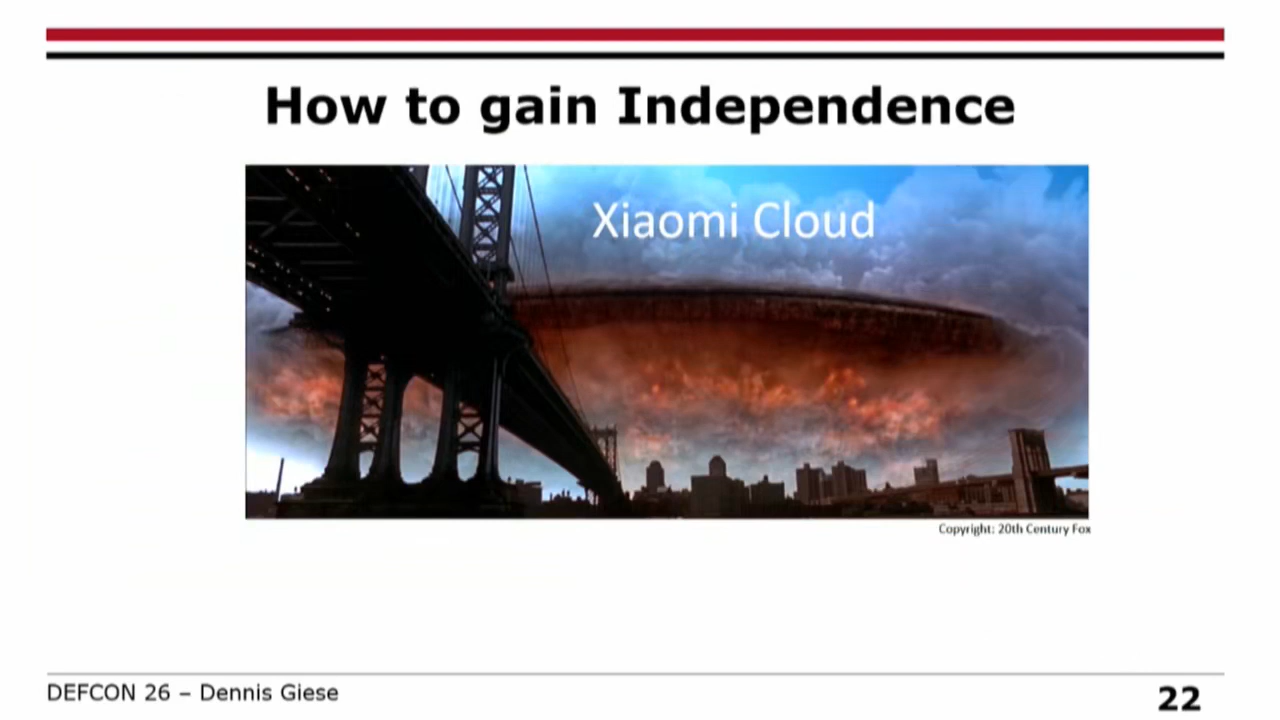 How to gain Independence
Xiaomi Cloud
Copyright: 20th Century Fox
DEFCON 26 – Dennis Giese
22